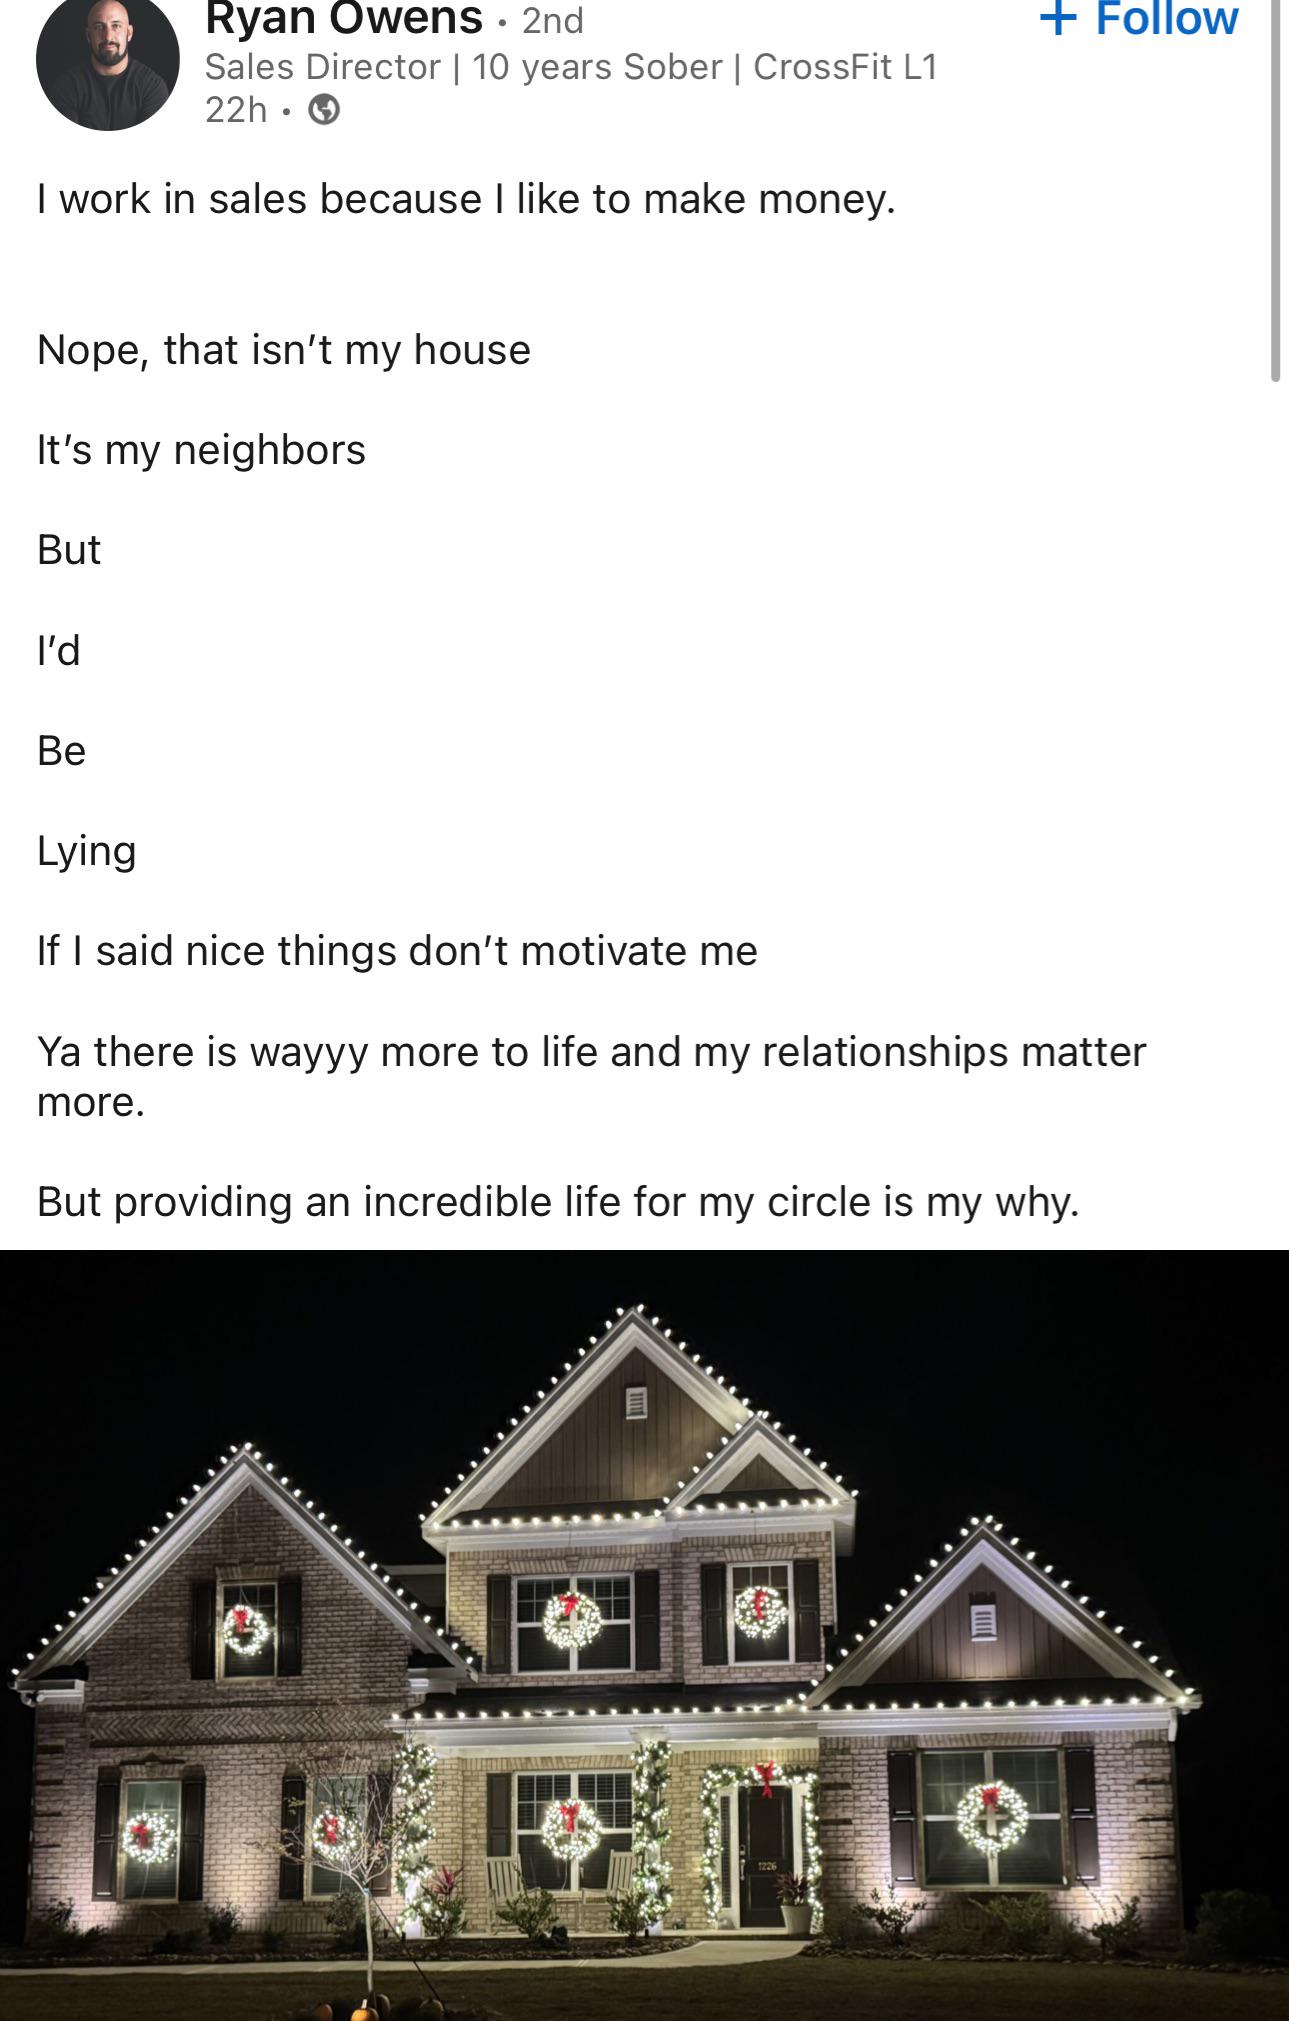 Ryan Owens • 2nd
+ Follow
Sales Director | 10 years Sober | CrossFit L1
22h •
I work in sales because I like to make money.
Nope, that isn’t my house
It’s my neighbors
But
I’d
Be
Lying
If I said nice things don’t motivate me
Ya there is wayyy more to life and my relationships matter
more.
But providing an incredible life for my circle is my why.
1226